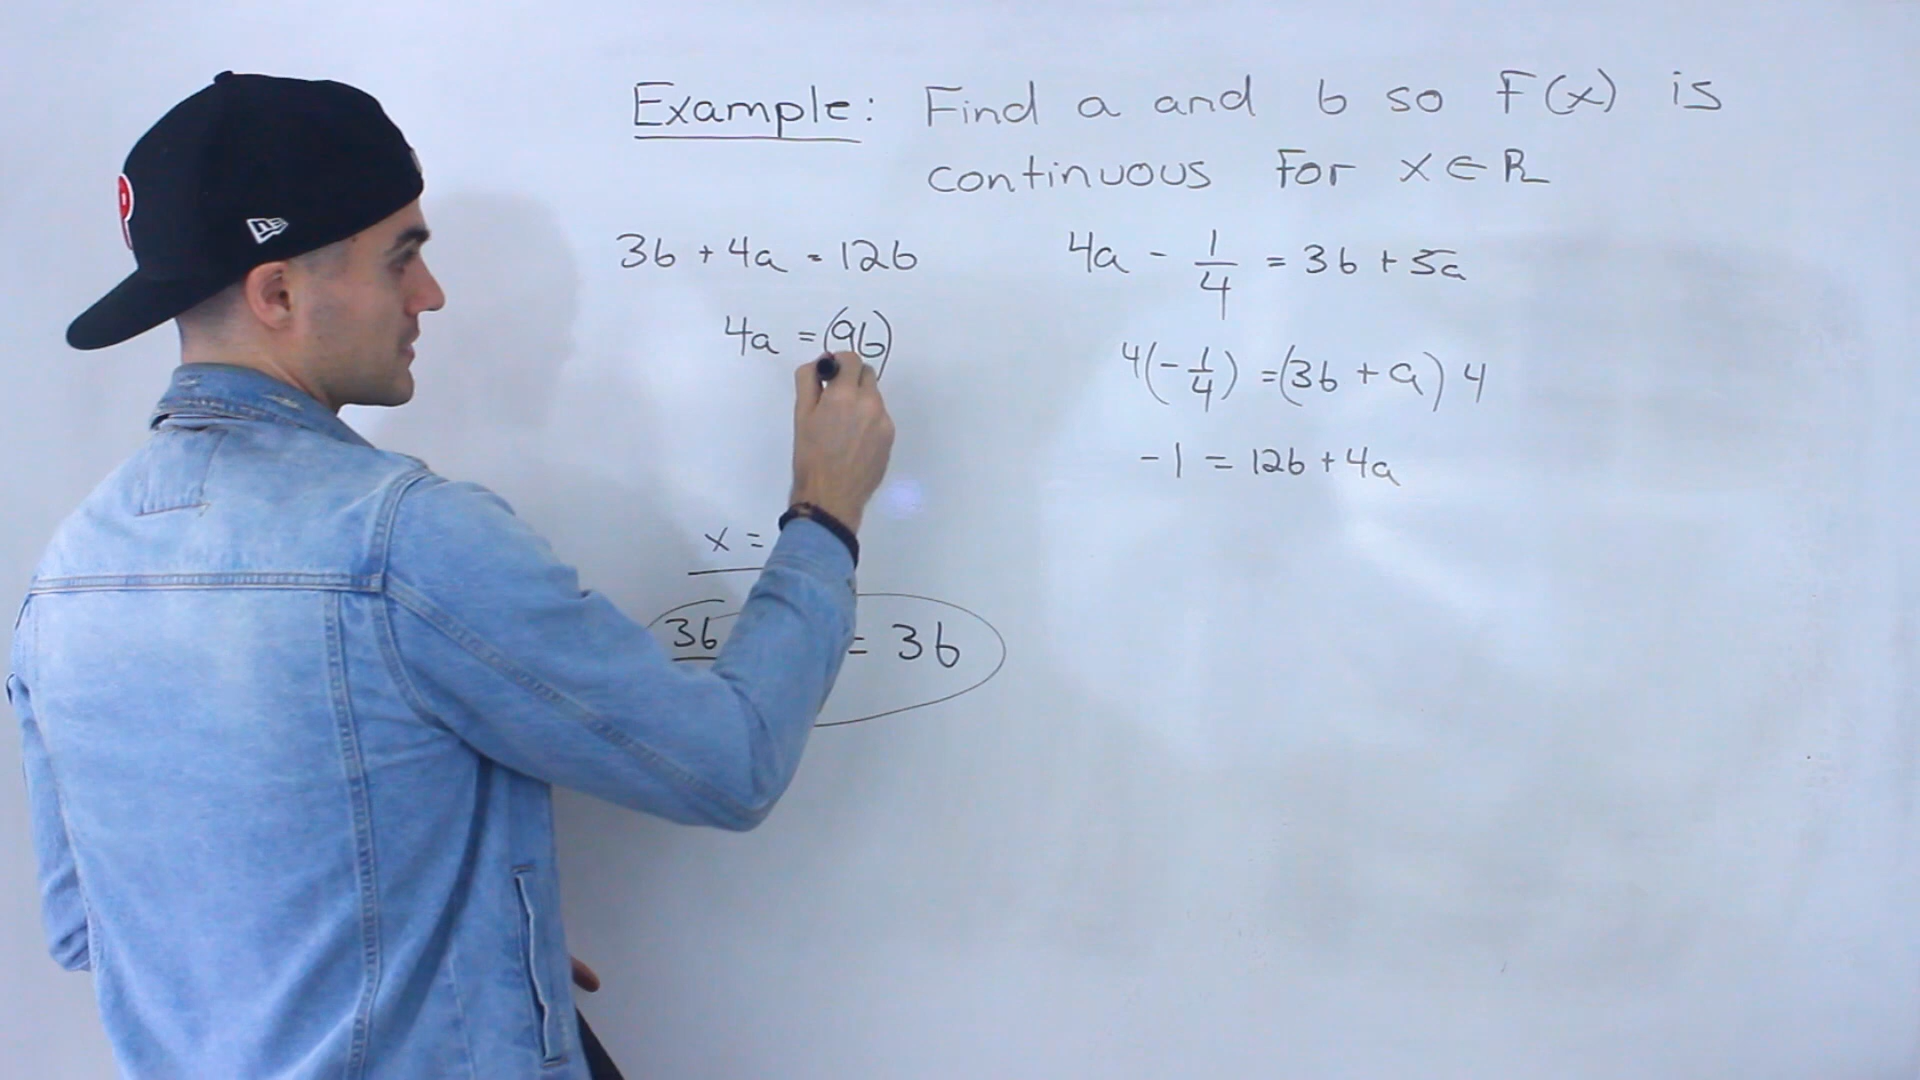 Example: Find a and b so F(x) is
continuous for x ∈ R
3b + 4a = 12b
4a = (9b)
x =
3b = 3b
4a - 1/4 = 3b + 5a
4(-1/4) = (3b + a) 4
-1 = 12b + 4a
P